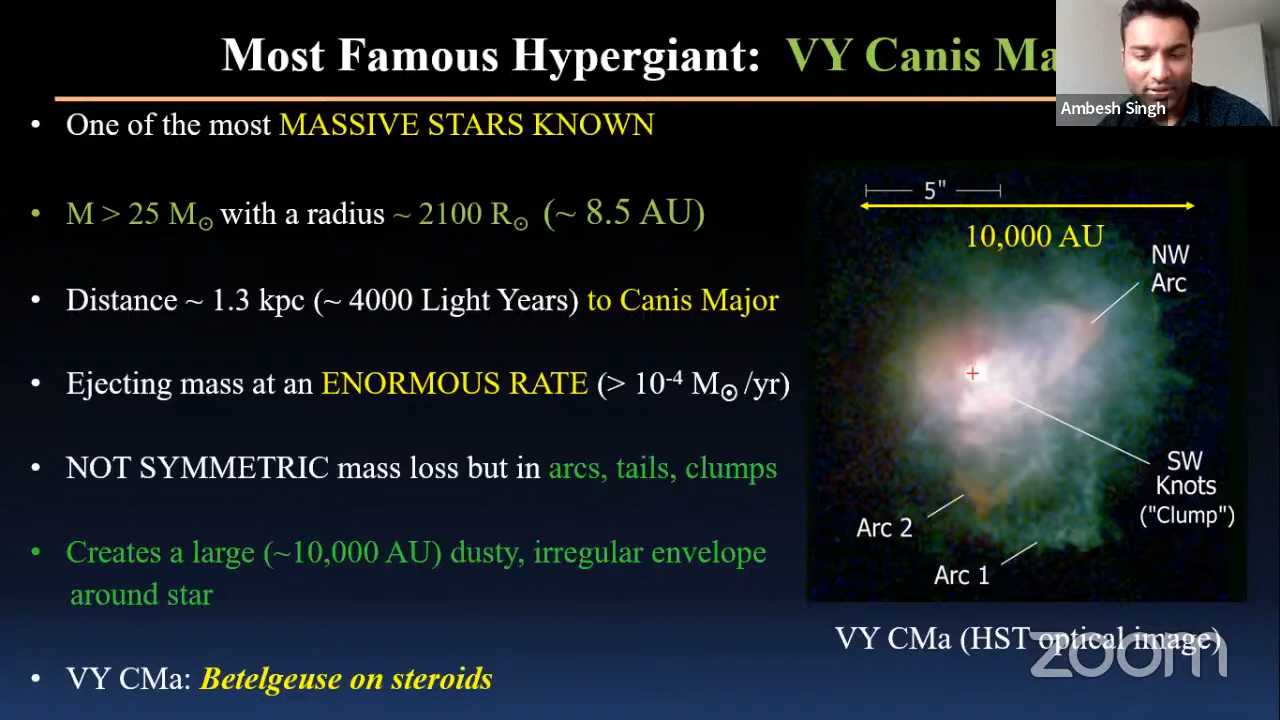 Most Famous Hypergiant: VY Canis Ma
Ambesh Singh
• One of the most MASSIVE STARS KNOWN
• M > 25 M☉ with a radius ~ 2100 R☉ (~ 8.5 AU)
• Distance ~ 1.3 kpc (~ 4000 Light Years) to Canis Major
• Ejecting mass at an ENORMOUS RATE (> 10⁻⁴ M☉ /yr)
• NOT SYMMETRIC mass loss but in arcs, tails, clumps
• Creates a large (~10,000 AU) dusty, irregular envelope
around star
• VY CMa: Betelgeuse on steroids
5"
10,000 AU
NW
Arc
SW
Knots
("Clump")
Arc 2
Arc 1
VY CMa (HST optical image)
zoom